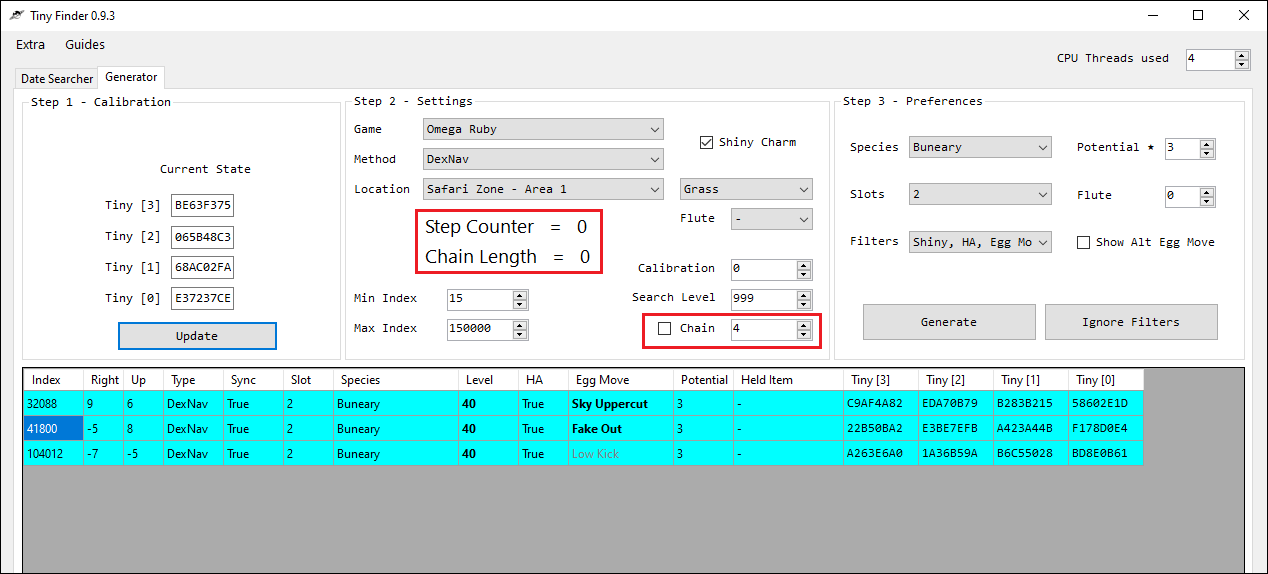 Tiny Finder 0.9.3
Extra Guides
CPU Threads used 4
Date Searcher Generator
Step 1 - Calibration
Current State
Tiny [3] BE63F375
Tiny [2] 065B48C3
Tiny [1] 68AC02FA
Tiny [0] E37237CE
Update
Step 2 - Settings
Game Omega Ruby
Shiny Charm
Method DexNav
Location Safari Zone - Area 1 Grass
Flute -
Step Counter = 0
Chain Length = 0
Calibration 0
Min Index 15
Search Level 999
Max Index 150000
Chain 4
Step 3 - Preferences
Species Buneary Potential * 3
Slots 2 Flute 0
Filters Shiny, HA, Egg Mo Show Alt Egg Move
Generate Ignore Filters
Index Right Up Type Sync Slot Species Level HA Egg Move Potential Held Item Tiny [3] Tiny [2] Tiny [1] Tiny [0]
32088 9 6 DexNav True 2 Buneary 40 True Sky Uppercut 3 - C9AF4A82 EDA70B79 B283B215 58602E1D
41800 -5 8 DexNav True 2 Buneary 40 True Fake Out 3 - 22B50BA2 E3BE7EFB A423A44B F178D0E4
104012 -7 -5 DexNav True 2 Buneary 40 True Low Kick 3 - A263E6A0 1A36B59A B6C55028 BD8E0B61